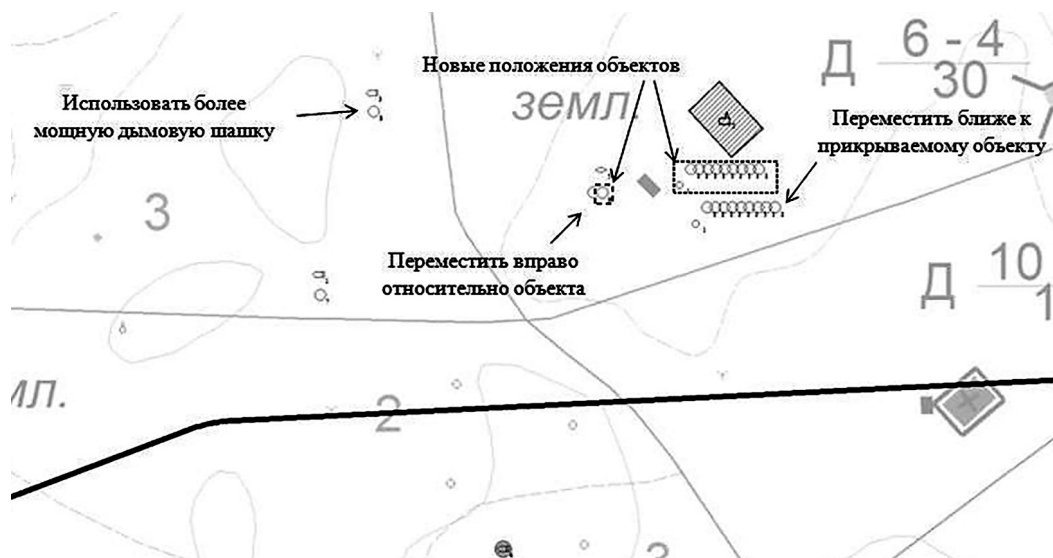 Новые положения объектов
Использовать более
мощную дымовую шашку
земл.
Д 6 - 4
30
Переместить ближе к
прикрываемому объекту
3
Переместить вправо
относительно объекта
Д 10
1
мл.
2
3